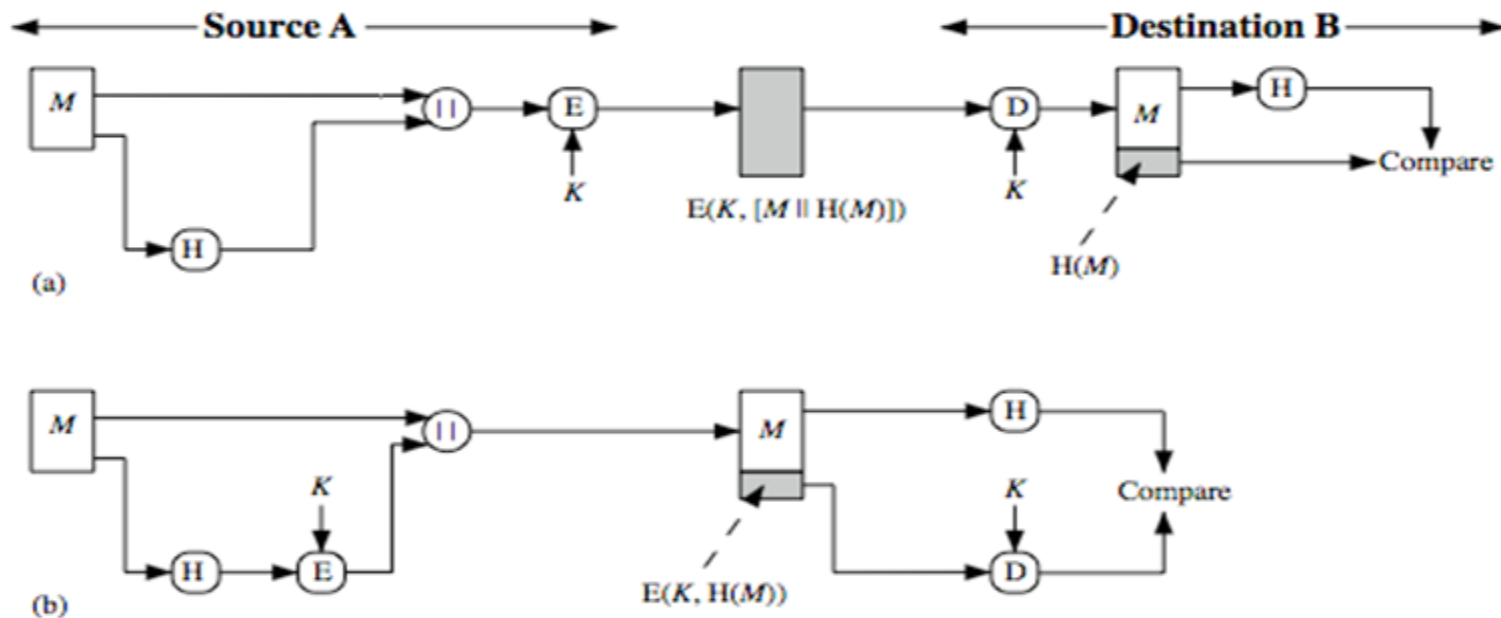 Source A
Destination B
M
||
E
D
M
H
K
K
Compare
E(K, [M || H(M)])
H
H(M)
(a)
M
||
M
H
K
K
Compare
H
E
D
E(K, H(M))
(b)